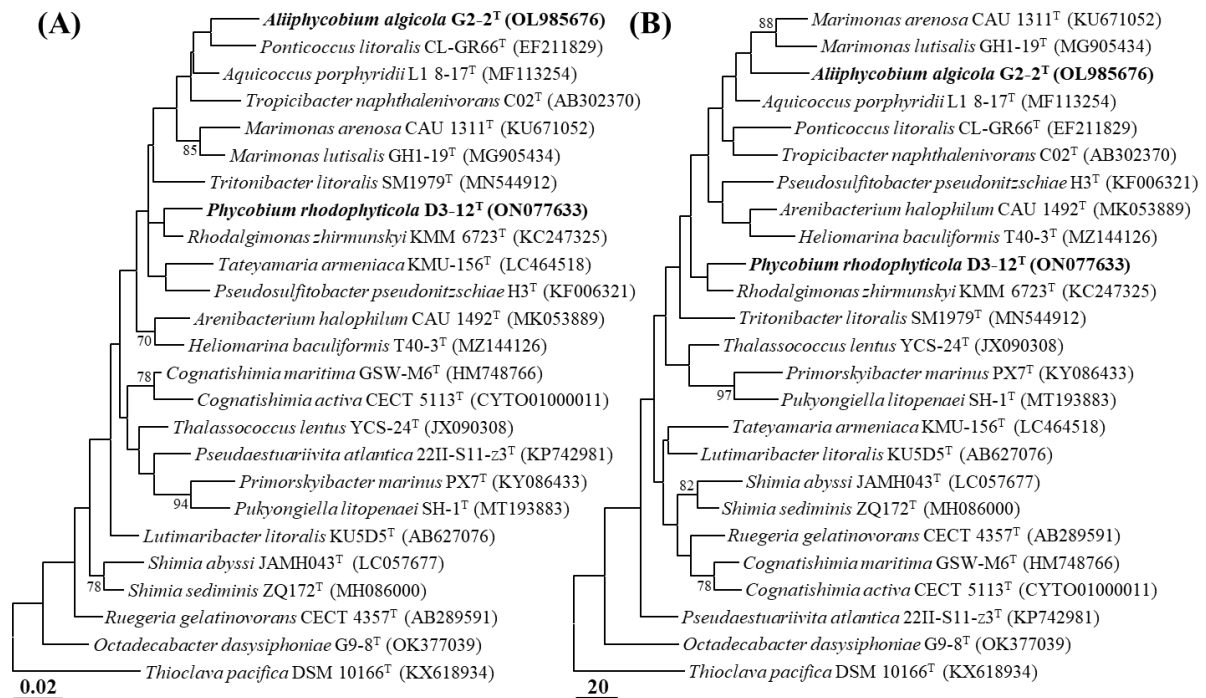 (A)
Aliiphycobium algicola G2-2ᵀ (OL985676)
Ponticoccus litoralis CL-GR66ᵀ (EF211829)
Aquicoccus porphyridii L1 8-17ᵀ (MF113254)
Tropicibacter naphthalenivorans C02ᵀ (AB302370)
Marimonas arenosa CAU 1311ᵀ (KU671052)
85
Marimonas lutisalis GH1-19ᵀ (MG905434)
Tritonibacter litoralis SM1979ᵀ (MN544912)
Phycobium rhodophyticola D3-12ᵀ (ON077633)
Rhodalgimonas zhirmunskyi KMM 6723ᵀ (KC247325)
Tateyamaria armeniaca KMU-156ᵀ (LC464518)
Pseudosulfitobacter pseudonitzschiae H3ᵀ (KF006321)
Arenibacterium halophilum CAU 1492ᵀ (MK053889)
70
Heliomarina baculiformis T40-3ᵀ (MZ144126)
78
Cognatishimia maritima GSW-M6ᵀ (HM748766)
Cognatishimia activa CECT 5113ᵀ (CYTO01000011)
Thalassococcus lentus YCS-24ᵀ (JX090308)
Pseudaestuariivita atlantica 22II-S11-z3ᵀ (KP742981)
Primorskyibacter marinus PX7ᵀ (KY086433)
94
Pukyongiella litopenaei SH-1ᵀ (MT193883)
Lutimaribacter litoralis KU5D5ᵀ (AB627076)
Shimia abyssi JAMH043ᵀ (LC057677)
78
Shimia sediminis ZQ172ᵀ (MH086000)
Ruegeria gelatinovorans CECT 4357ᵀ (AB289591)
Octadecabacter dasysiphoniae G9-8ᵀ (OK377039)
Thioclava pacifica DSM 10166ᵀ (KX618934)
0.02
(B)
88
Marimonas arenosa CAU 1311ᵀ (KU671052)
Marimonas lutisalis GH1-19ᵀ (MG905434)
Aliiphycobium algicola G2-2ᵀ (OL985676)
Aquicoccus porphyridii L1 8-17ᵀ (MF113254)
Ponticoccus litoralis CL-GR66ᵀ (EF211829)
Tropicibacter naphthalenivorans C02ᵀ (AB302370)
Pseudosulfitobacter pseudonitzschiae H3ᵀ (KF006321)
Arenibacterium halophilum CAU 1492ᵀ (MK053889)
Heliomarina baculiformis T40-3ᵀ (MZ144126)
Phycobium rhodophyticola D3-12ᵀ (ON077633)
Rhodalgimonas zhirmunskyi KMM 6723ᵀ (KC247325)
Tritonibacter litoralis SM1979ᵀ (MN544912)
Thalassococcus lentus YCS-24ᵀ (JX090308)
Primorskyibacter marinus PX7ᵀ (KY086433)
97
Pukyongiella litopenaei SH-1ᵀ (MT193883)
Tateyamaria armeniaca KMU-156ᵀ (LC464518)
Lutimaribacter litoralis KU5D5ᵀ (AB627076)
82
Shimia abyssi JAMH043ᵀ (LC057677)
Shimia sediminis ZQ172ᵀ (MH086000)
Ruegeria gelatinovorans CECT 4357ᵀ (AB289591)
Cognatishimia maritima GSW-M6ᵀ (HM748766)
78
Cognatishimia activa CECT 5113ᵀ (CYTO01000011)
Pseudaestuariivita atlantica 22II-S11-z3ᵀ (KP742981)
Octadecabacter dasysiphoniae G9-8ᵀ (OK377039)
Thioclava pacifica DSM 10166ᵀ (KX618934)
20